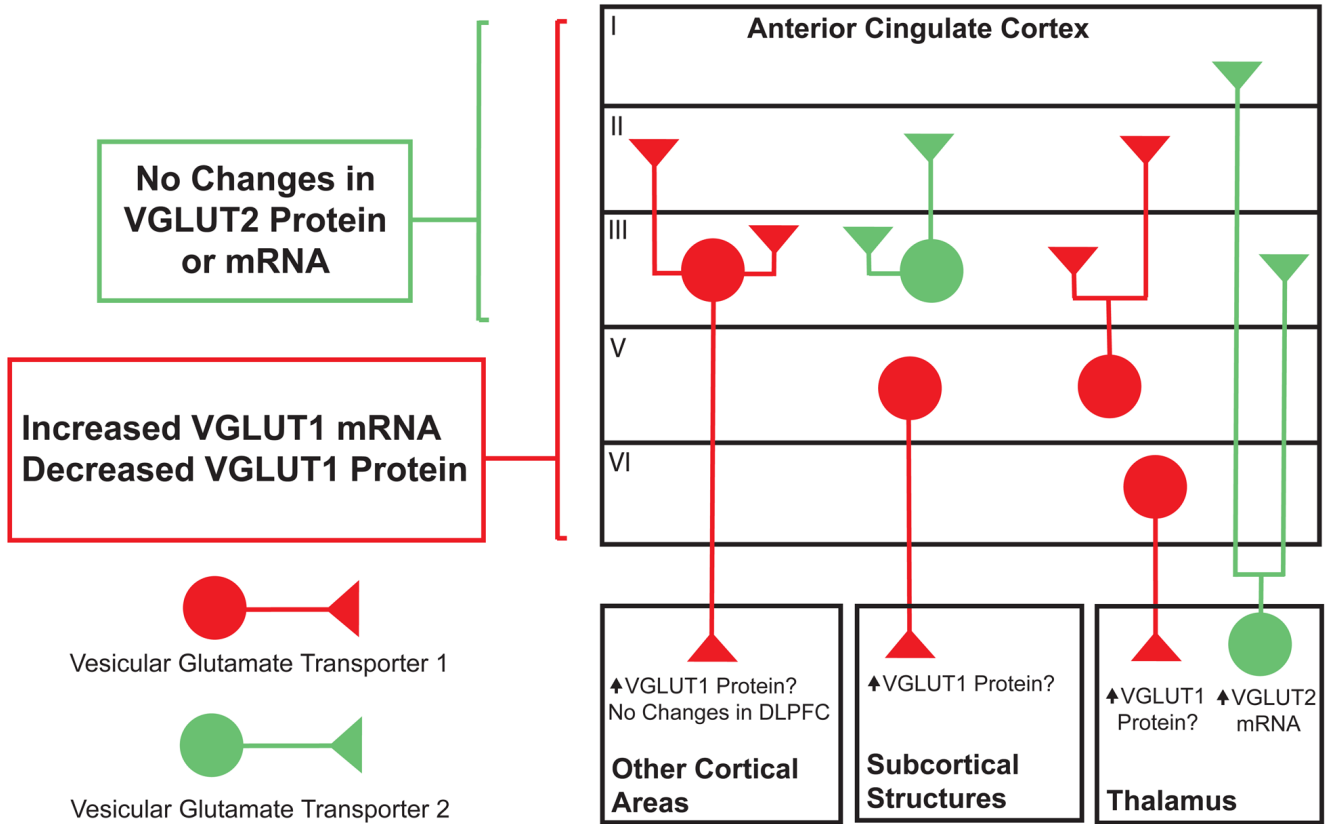 Anterior Cingulate Cortex
I
II
III
V
VI
No Changes in
VGLUT2 Protein
or mRNA
Increased VGLUT1 mRNA
Decreased VGLUT1 Protein
Vesicular Glutamate Transporter 1
Vesicular Glutamate Transporter 2
↑VGLUT1 Protein?
No Changes in DLPFC
Other Cortical
Areas
↑VGLUT1 Protein?
Subcortical
Structures
↑VGLUT1
Protein?
↑VGLUT2
mRNA
Thalamus